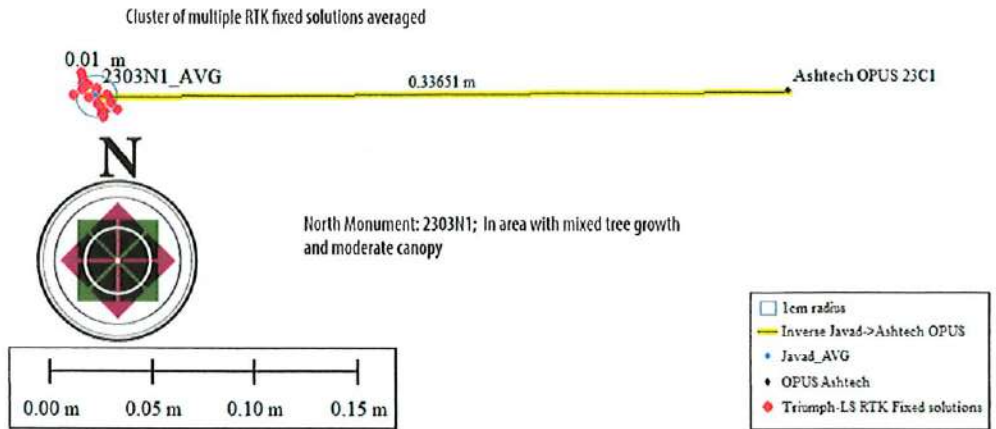 Cluster of multiple RTK fixed solutions averaged
0.01 m
2303N1_AVG
0.33651 m
Ashtech OPUS 23C1
N
North Monument: 2303N1; In area with mixed tree growth
and moderate canopy
0.00 m 0.05 m 0.10 m 0.15 m
1cm radius
Inverse Javad->Ashtech OPUS
Javad_AVG
OPUS Ashtech
Triumph-LS RTK Fixed solutions